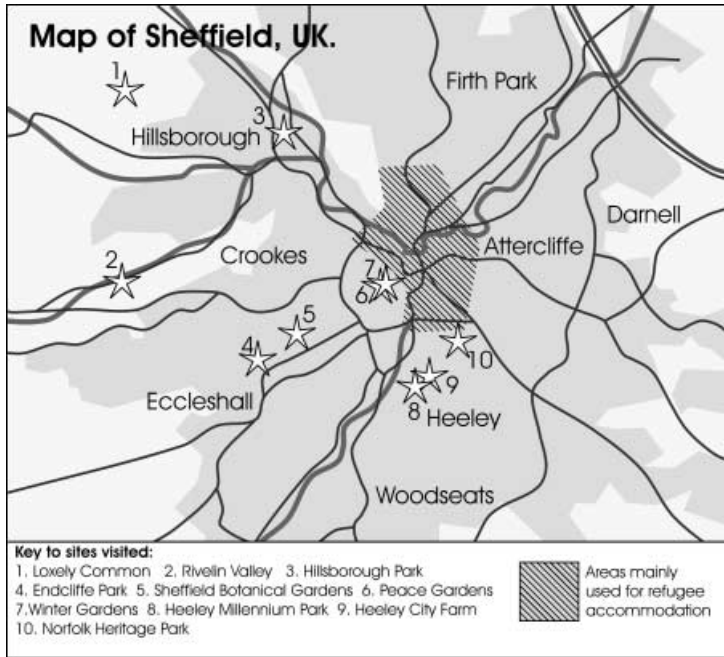 Map of Sheffield, UK.
1
Firth Park
3
Hillsborough
Darnell
2
Crookes
Attercliffe
7
6
5
4
10
Eccleshall
9
8 Heeley
Woodseats
Key to sites visited:
1. Loxely Common 2. Rivelin Valley 3. Hillsborough Park
4. Endcliffe Park 5. Sheffield Botanical Gardens 6. Peace Gardens
7.Winter Gardens 8. Heeley Millennium Park 9. Heeley City Farm
10. Norfolk Heritage Park
Areas mainly
used for refugee
accommodation